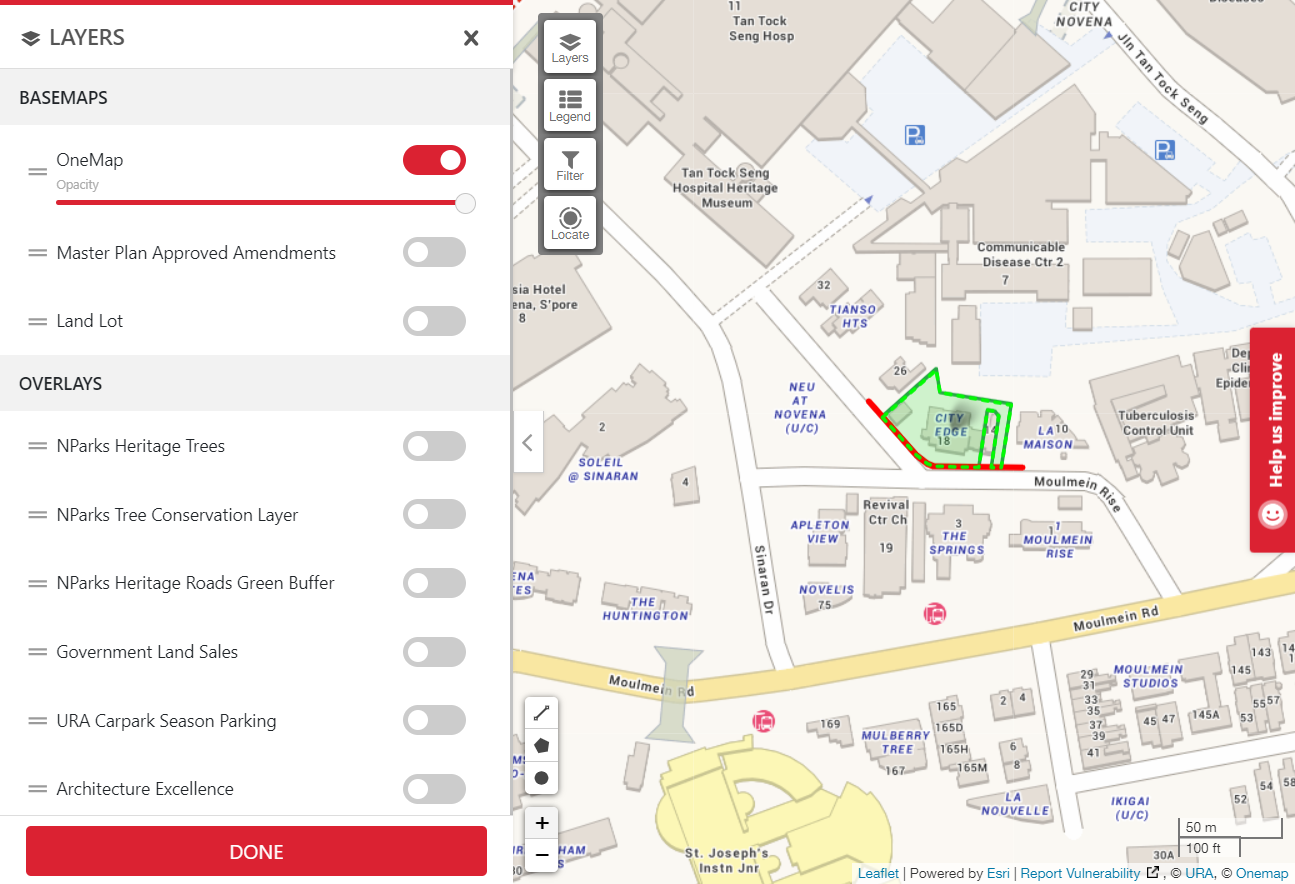 LAYERS
BASEMAPS
OneMap
Opacity
Master Plan Approved Amendments
Land Lot
OVERLAYS
NParks Heritage Trees
NParks Tree Conservation Layer
NParks Heritage Roads Green Buffer
Government Land Sales
URA Carpark Season Parking
Architecture Excellence
DONE
Layers
Legend
Filter
Locate
11
Tan Tock
Seng Hosp
CITY
NOVENA
Jln Tan Tock Seng
Tan Tock Seng
Hospital Heritage
Museum
Communicable
Disease Ctr 2
7
sia Hotel
ena, S'pore
8
32
TIANSO
HTS
26
NEU
AT
NOVENA
(U/C)
CITY
EDGE
18
LA
MAISON
10
Tuberculosis
Control Unit
Help us improve
2
SOLEIL
@ SINARAN
4
Moulmein Rise
Revival
Ctr Ch
19
APLETON
VIEW
3
THE
SPRINGS
1
1
MOULMEIN
RISE
Sinaran Dr
NOVELIS
75
ENA
THE
HUNTINGTON
Moulmein Rd
Moulmein Rd
MOULMEIN
STUDIOS
29
31
33
35
37
39
41
45
47
145A
145
143
53
55
57
165
165D
165H
165M
2
4
6
8
169
MULBERRY
TREE
167
LA
NOUVELLE
IKIGAI
(U/C)
52
54
58
30A
St. Joseph's
Instn Jnr
+
−
50 m
100 ft
Leaflet | Powered by Esri | Report Vulnerability , © URA, © Onemap